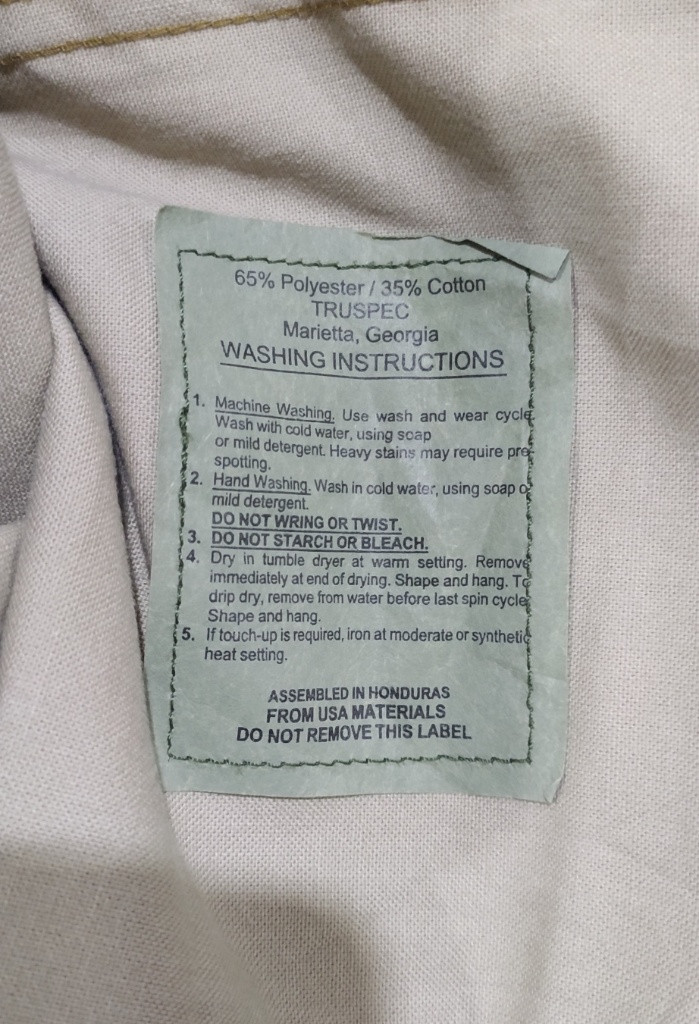 65% Polyester / 35% Cotton
TRUSPEC
Marietta, Georgia
WASHING INSTRUCTIONS
1. Machine Washing. Use wash and wear cycle.
Wash with cold water, using soap
or mild detergent. Heavy stains may require pre
spotting.
2. Hand Washing. Wash in cold water, using soap or
mild detergent.
DO NOT WRING OR TWIST.
3. DO NOT STARCH OR BLEACH.
4. Dry in tumble dryer at warm setting. Remove
immediately at end of drying. Shape and hang. To
drip dry, remove from water before last spin cycle
Shape and hang.
5. If touch-up is required, iron at moderate or synthetic
heat setting.
ASSEMBLED IN HONDURAS
FROM USA MATERIALS
DO NOT REMOVE THIS LABEL